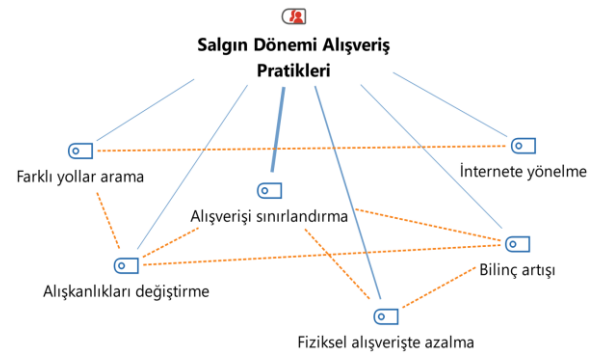 Salgın Dönemi Alışveriş
Pratikleri
Farklı yollar arama
İnternete yönelme
Alışverişi sınırlandırma
Alışkanlıkları değiştirme
Bilinç artışı
Fiziksel alışverişte azalma